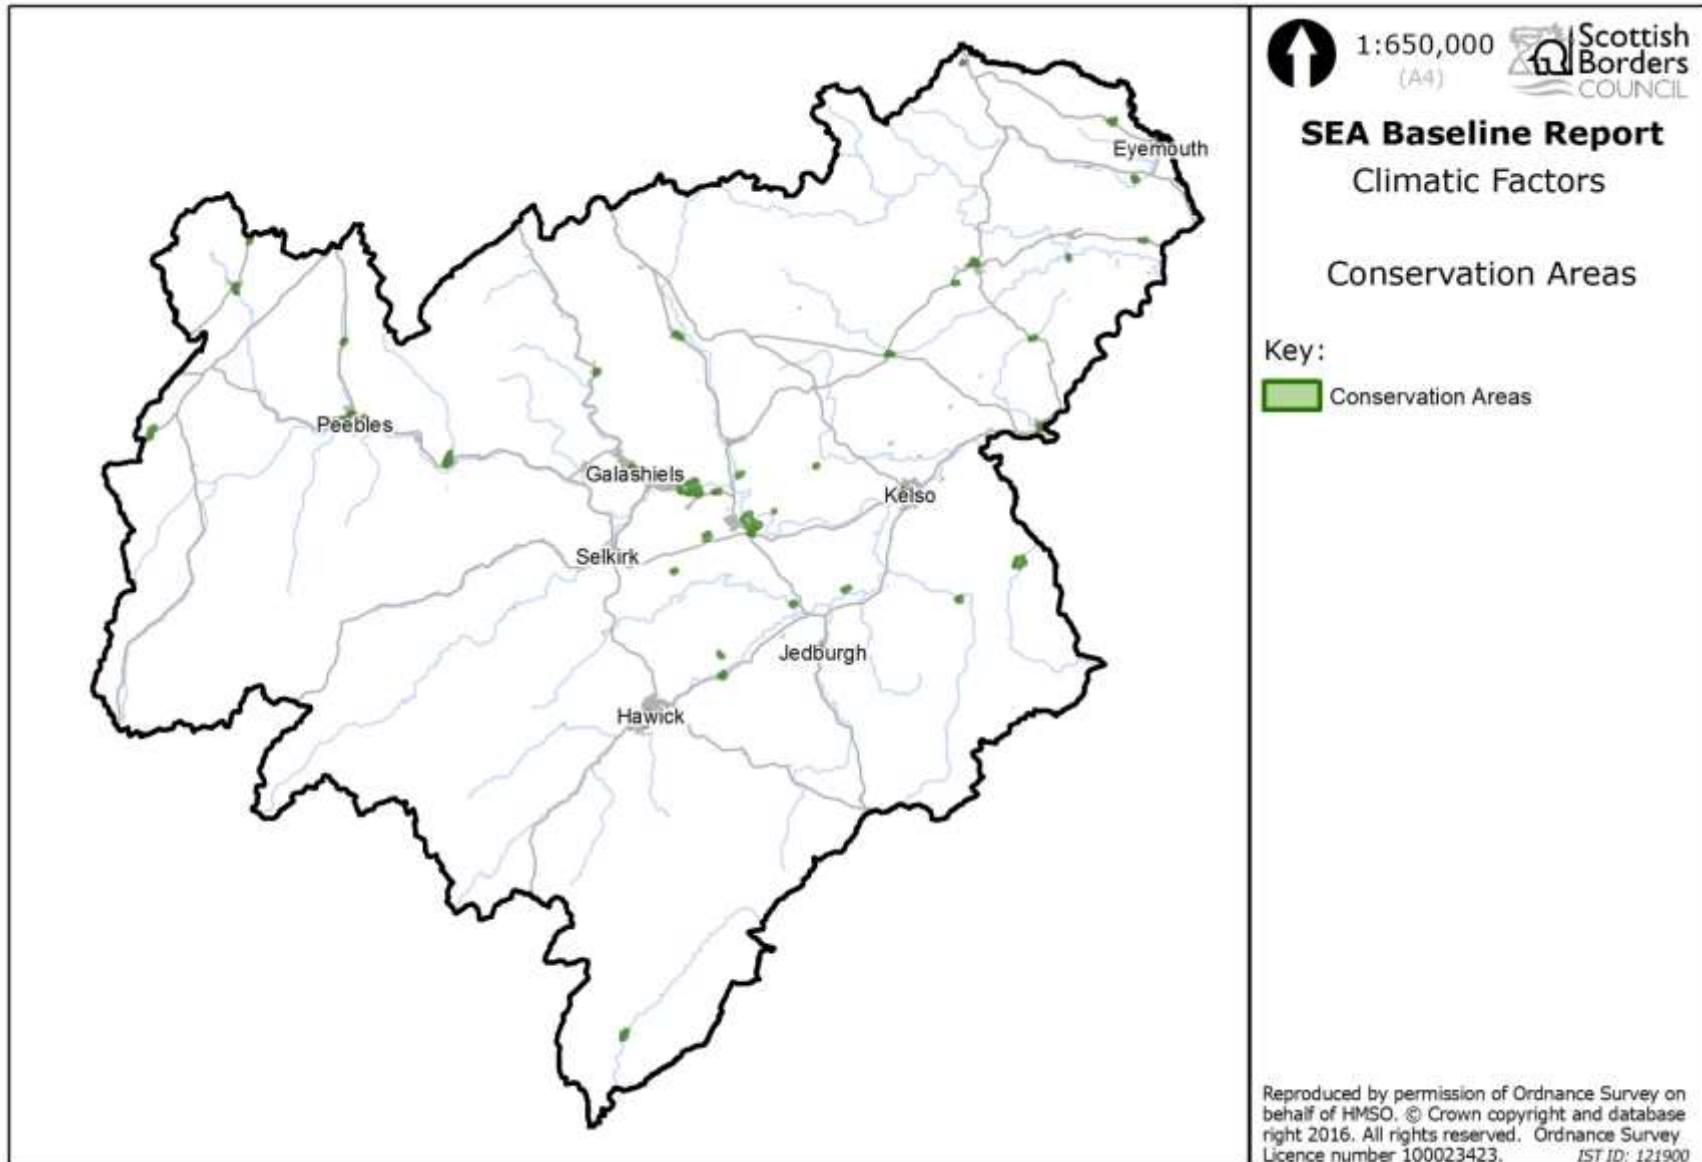 1:650,000
(A4)
Scottish
Borders
COUNCIL
SEA Baseline Report
Climatic Factors
Conservation Areas
Key:
Conservation Areas
Eyemouth
Peebles
Galashiels
Kelso
Selkirk
Jedburgh
Hawick
Reproduced by permission of Ordnance Survey on
behalf of HMSO. © Crown copyright and database
right 2016. All rights reserved. Ordnance Survey
Licence number 100023423. IST ID: 121900